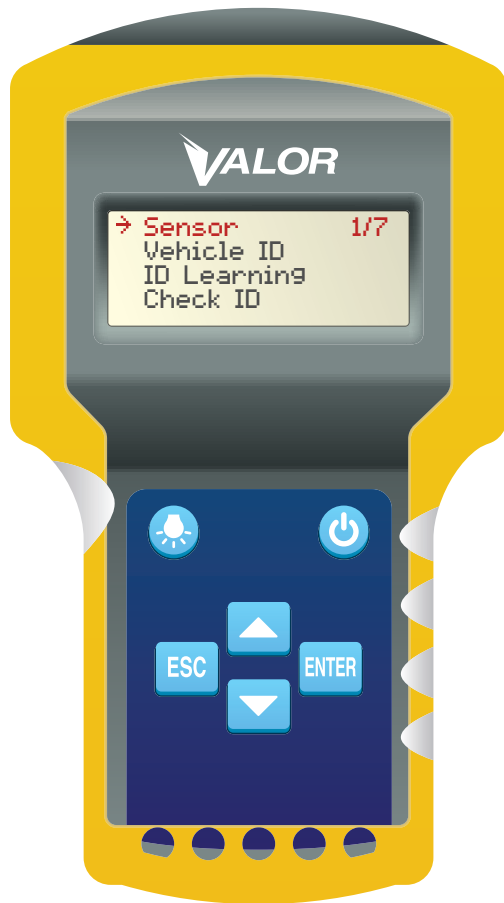 VALOR
→ Sensor 1/7
Vehicle ID
ID Learning
Check ID
ESC
ENTER